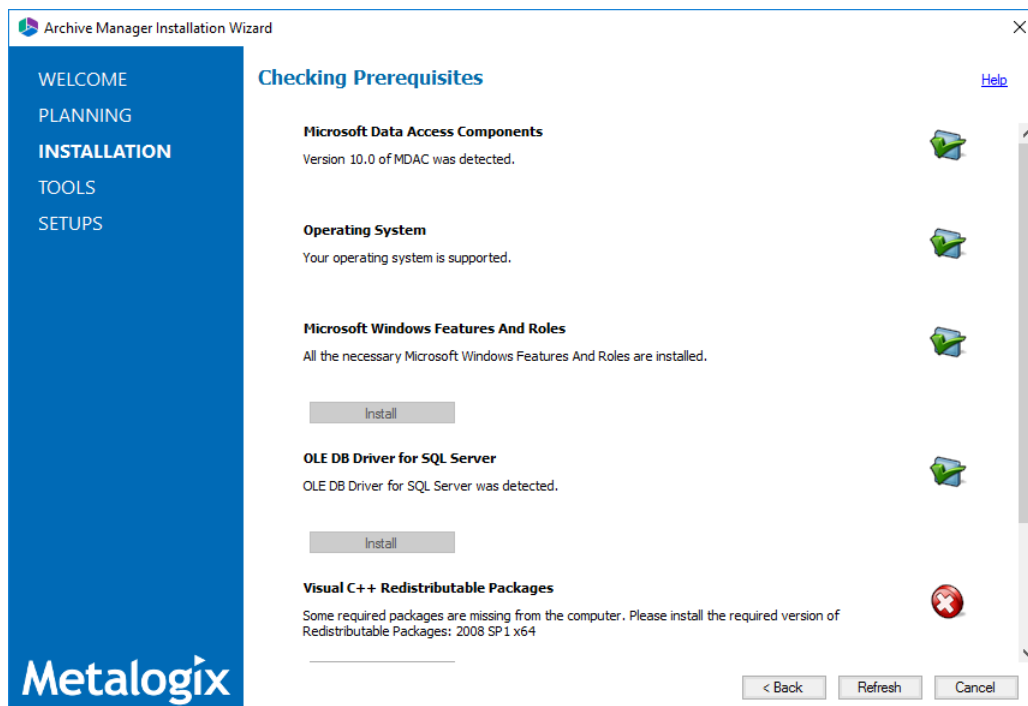 Archive Manager Installation Wizard
WELCOME
PLANNING
INSTALLATION
TOOLS
SETUPS
Metalogix
Checking Prerequisites
Help
Microsoft Data Access Components
Version 10.0 of MDAC was detected.
Operating System
Your operating system is supported.
Microsoft Windows Features And Roles
All the necessary Microsoft Windows Features And Roles are installed.
Install
OLE DB Driver for SQL Server
OLE DB Driver for SQL Server was detected.
Install
Visual C++ Redistributable Packages
Some required packages are missing from the computer. Please install the required version of
Redistributable Packages: 2008 SP1 x64
< Back
Refresh
Cancel